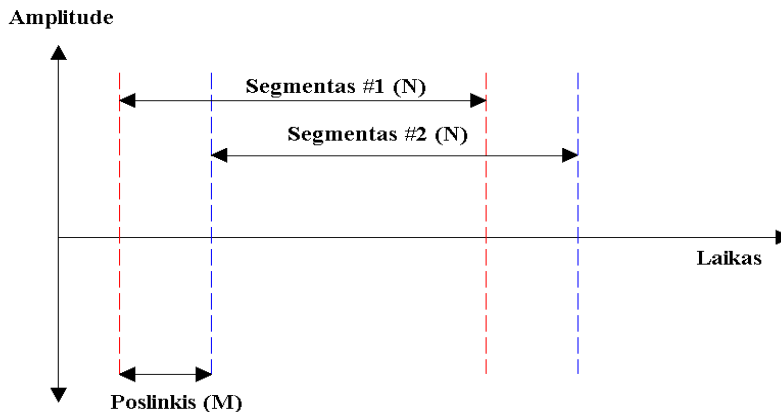 Amplitude
Segmentas #1 (N)
Segmentas #2 (N)
Laikas
Poslinkis (M)